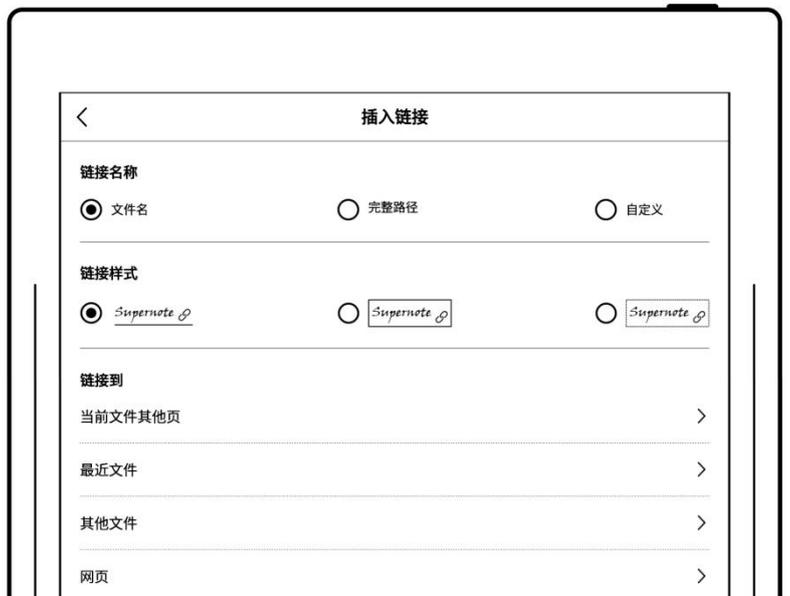 插入链接
链接名称
文件名 完整路径 自定义
链接样式
Supernote Supernote Supernote
链接到
当前文件其他页
最近文件
其他文件
网页